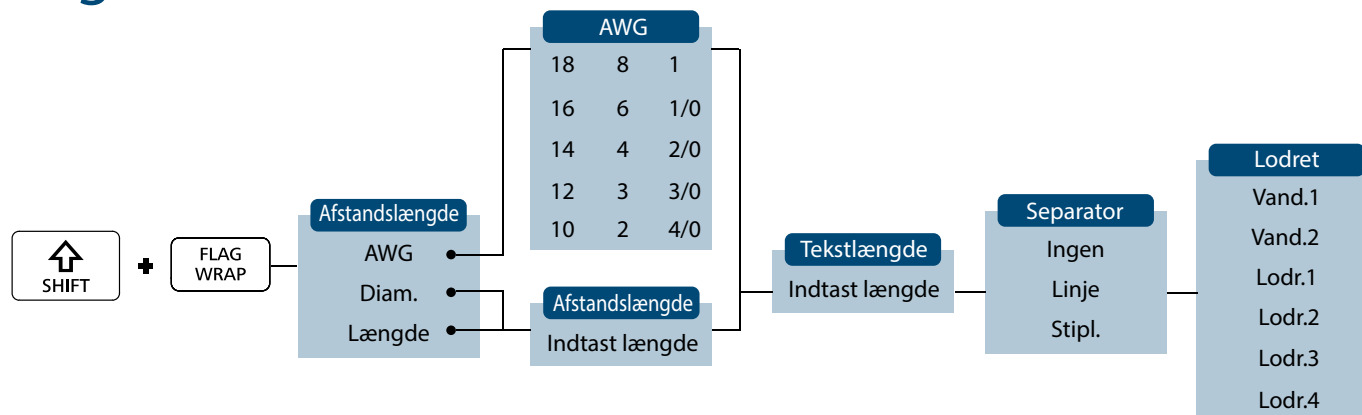 AWG
18 8 1
16 6 1/0
14 4 2/0
12 3 3/0
10 2 4/0
SHIFT
FLAG
WRAP
Afstandslængde
AWG
Diam.
Længde
Afstandslængde
Indtast længde
Tekstlængde
Indtast længde
Separator
Ingen
Linje
Stipl.
Lodret
Vand.1
Vand.2
Lodr.1
Lodr.2
Lodr.3
Lodr.4